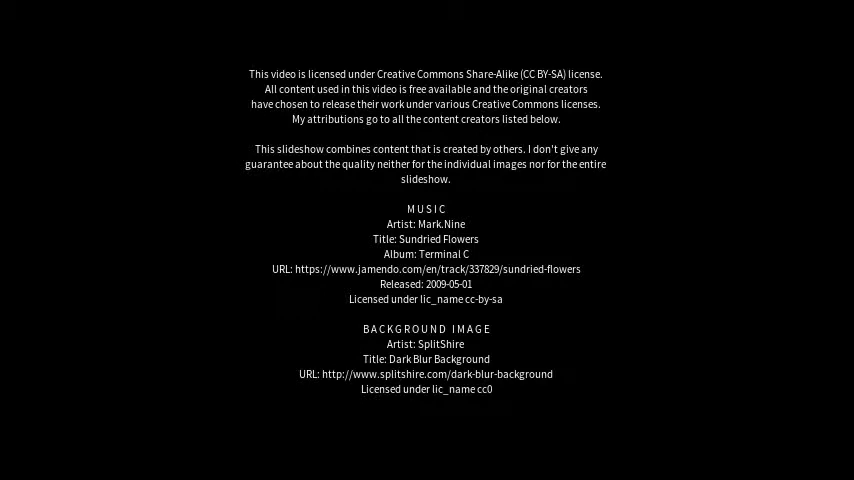 This video is licensed under Creative Commons Share-Alike (CC BY-SA) license.
All content used in this video is free available and the original creators
have chosen to release their work under various Creative Commons licenses.
My attributions go to all the content creators listed below.
This slideshow combines content that is created by others. I don't give any
guarantee about the quality neither for the individual images nor for the entire
slideshow.
MUSIC
Artist: Mark.Nine
Title: Sundried Flowers
Album: Terminal C
URL: https://www.jamendo.com/en/track/337829/sundried-flowers
Released: 2009-05-01
Licensed under lic_name cc-by-sa
BACKGROUND IMAGE
Artist: SplitShire
Title: Dark Blur Background
URL: http://www.splitshire.com/dark-blur-background
Licensed under lic_name cc0